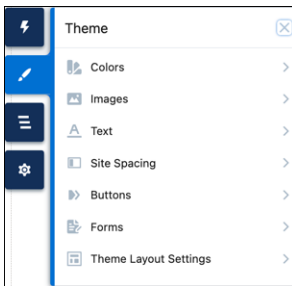 Theme
Colors
Images
Text
Site Spacing
Buttons
Forms
Theme Layout Settings